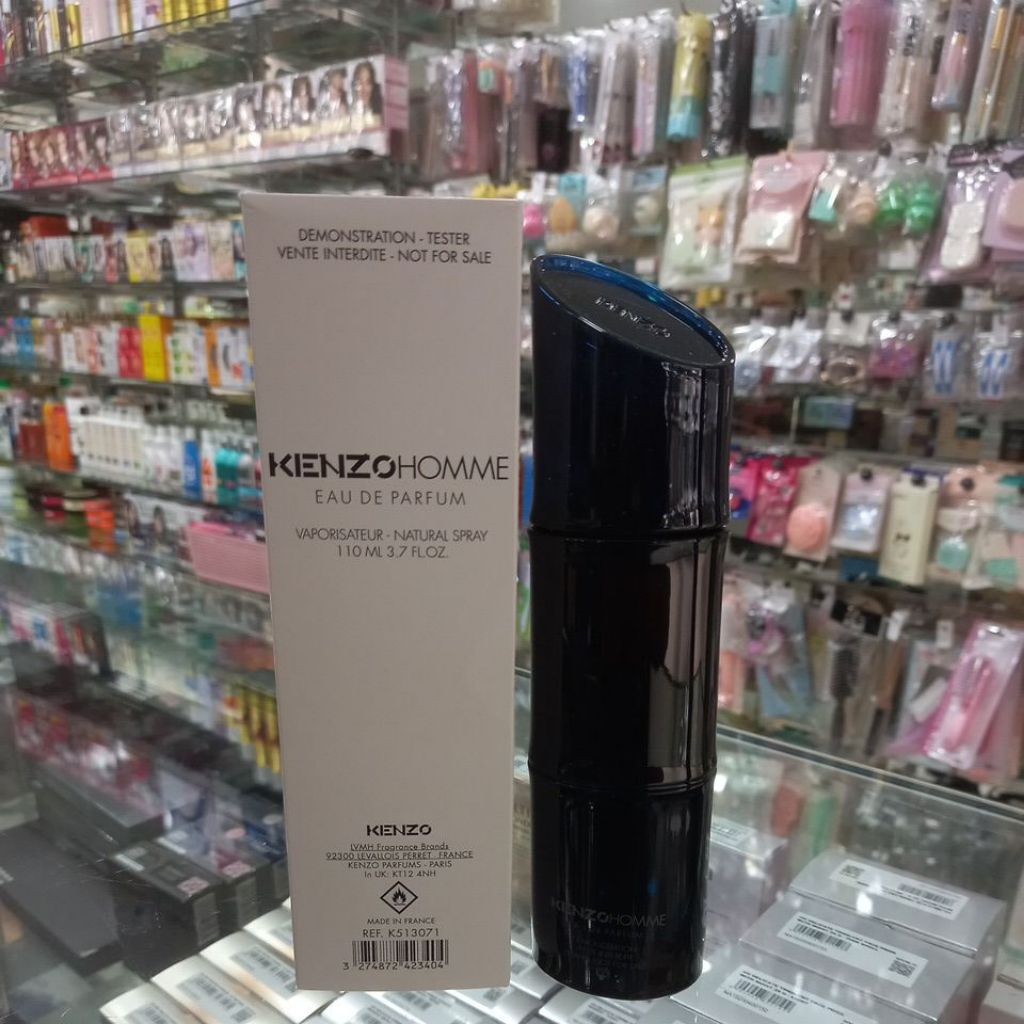 DEMONSTRATION - TESTER
VENTE INTERDITE - NOT FOR SALE
KENZOHOMME
EAU DE PARFUM
VAPORISATEUR - NATURAL SPRAY
110 ML 3.7 FL.OZ.
KENZO
LVMH Fragrance Brands
92300 LEVALLOIS PERRET FRANCE
KENZO PARFUMS - PARIS
In UK: KT12 4NH
MADE IN FRANCE
REF. K513071
3 274872 423404
KENZO
KENZOHOMME
PARFUM